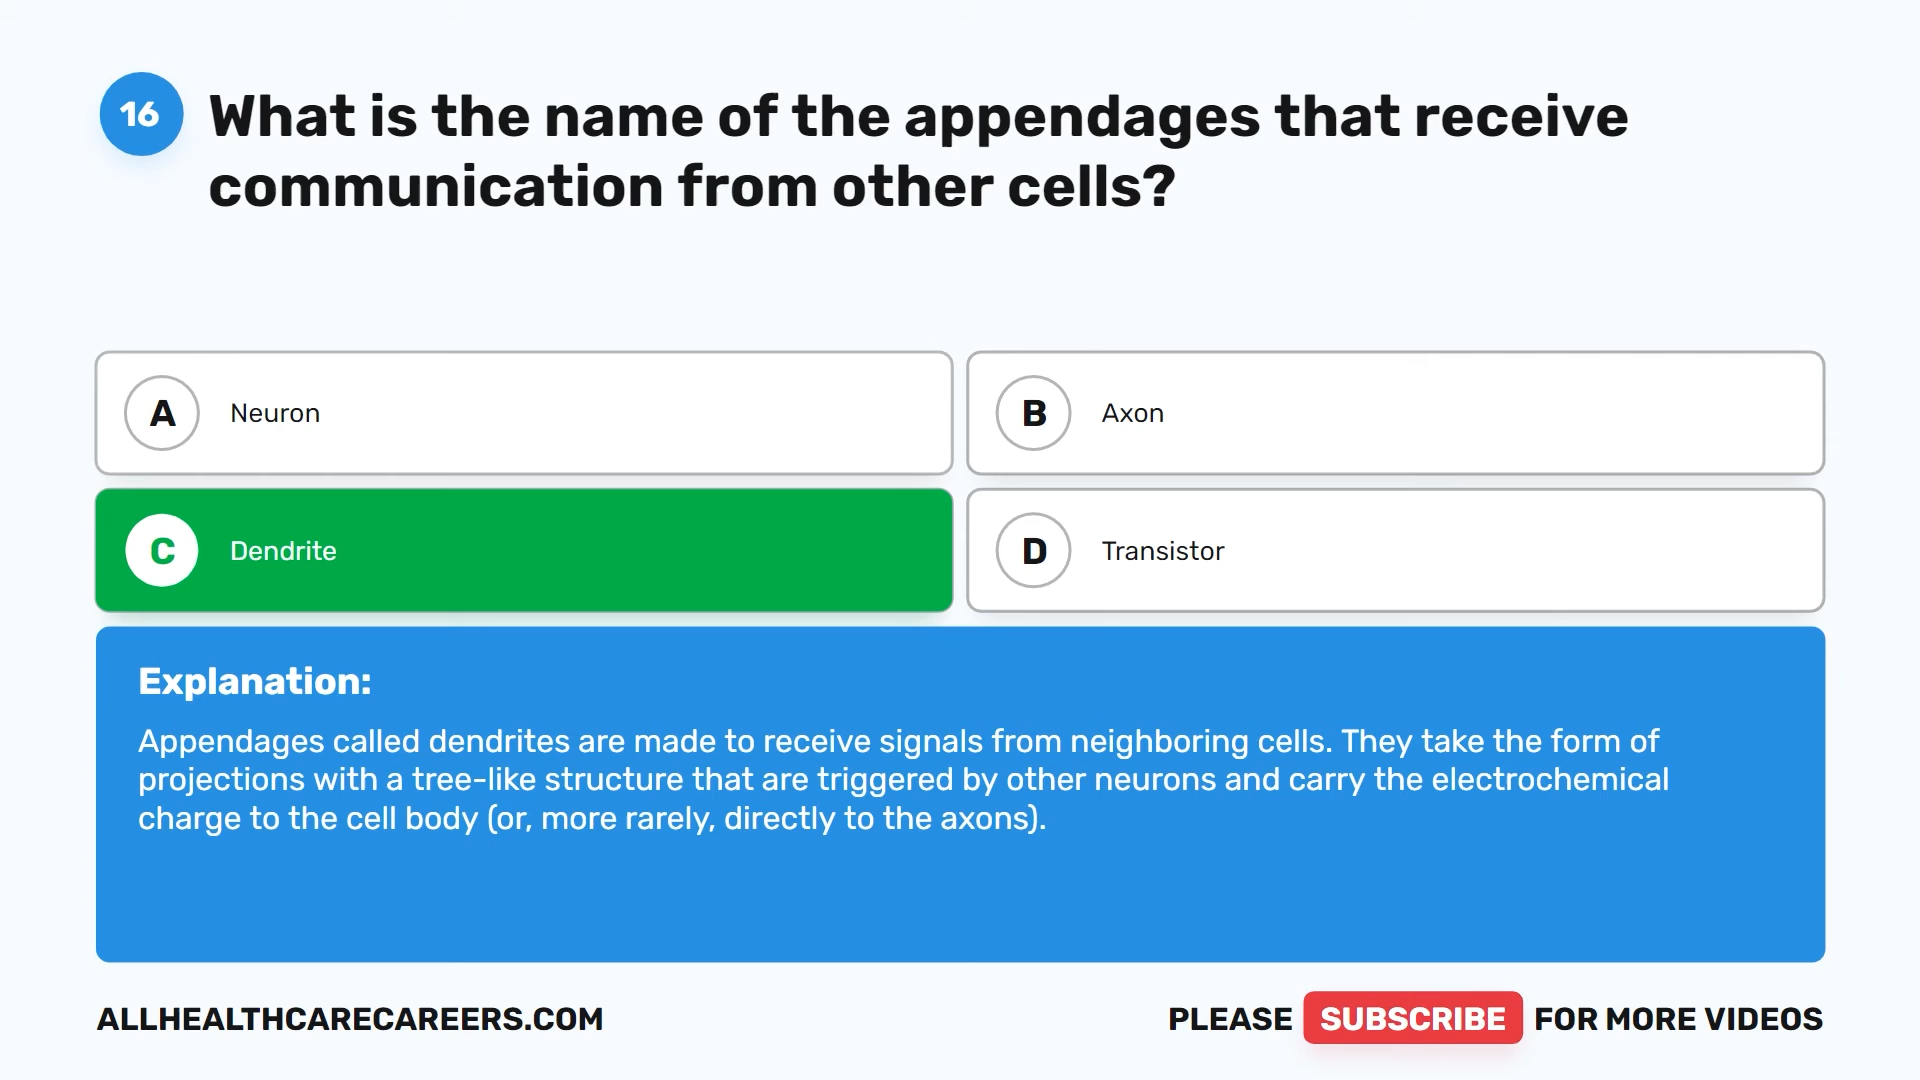 16
What is the name of the appendages that receive
communication from other cells?
A Neuron
B Axon
C Dendrite
D Transistor
Explanation:
Appendages called dendrites are made to receive signals from neighboring cells. They take the form of
projections with a tree-like structure that are triggered by other neurons and carry the electrochemical
charge to the cell body (or, more rarely, directly to the axons).
ALLHEALTHCARECAREERS.COM
PLEASE SUBSCRIBE FOR MORE VIDEOS